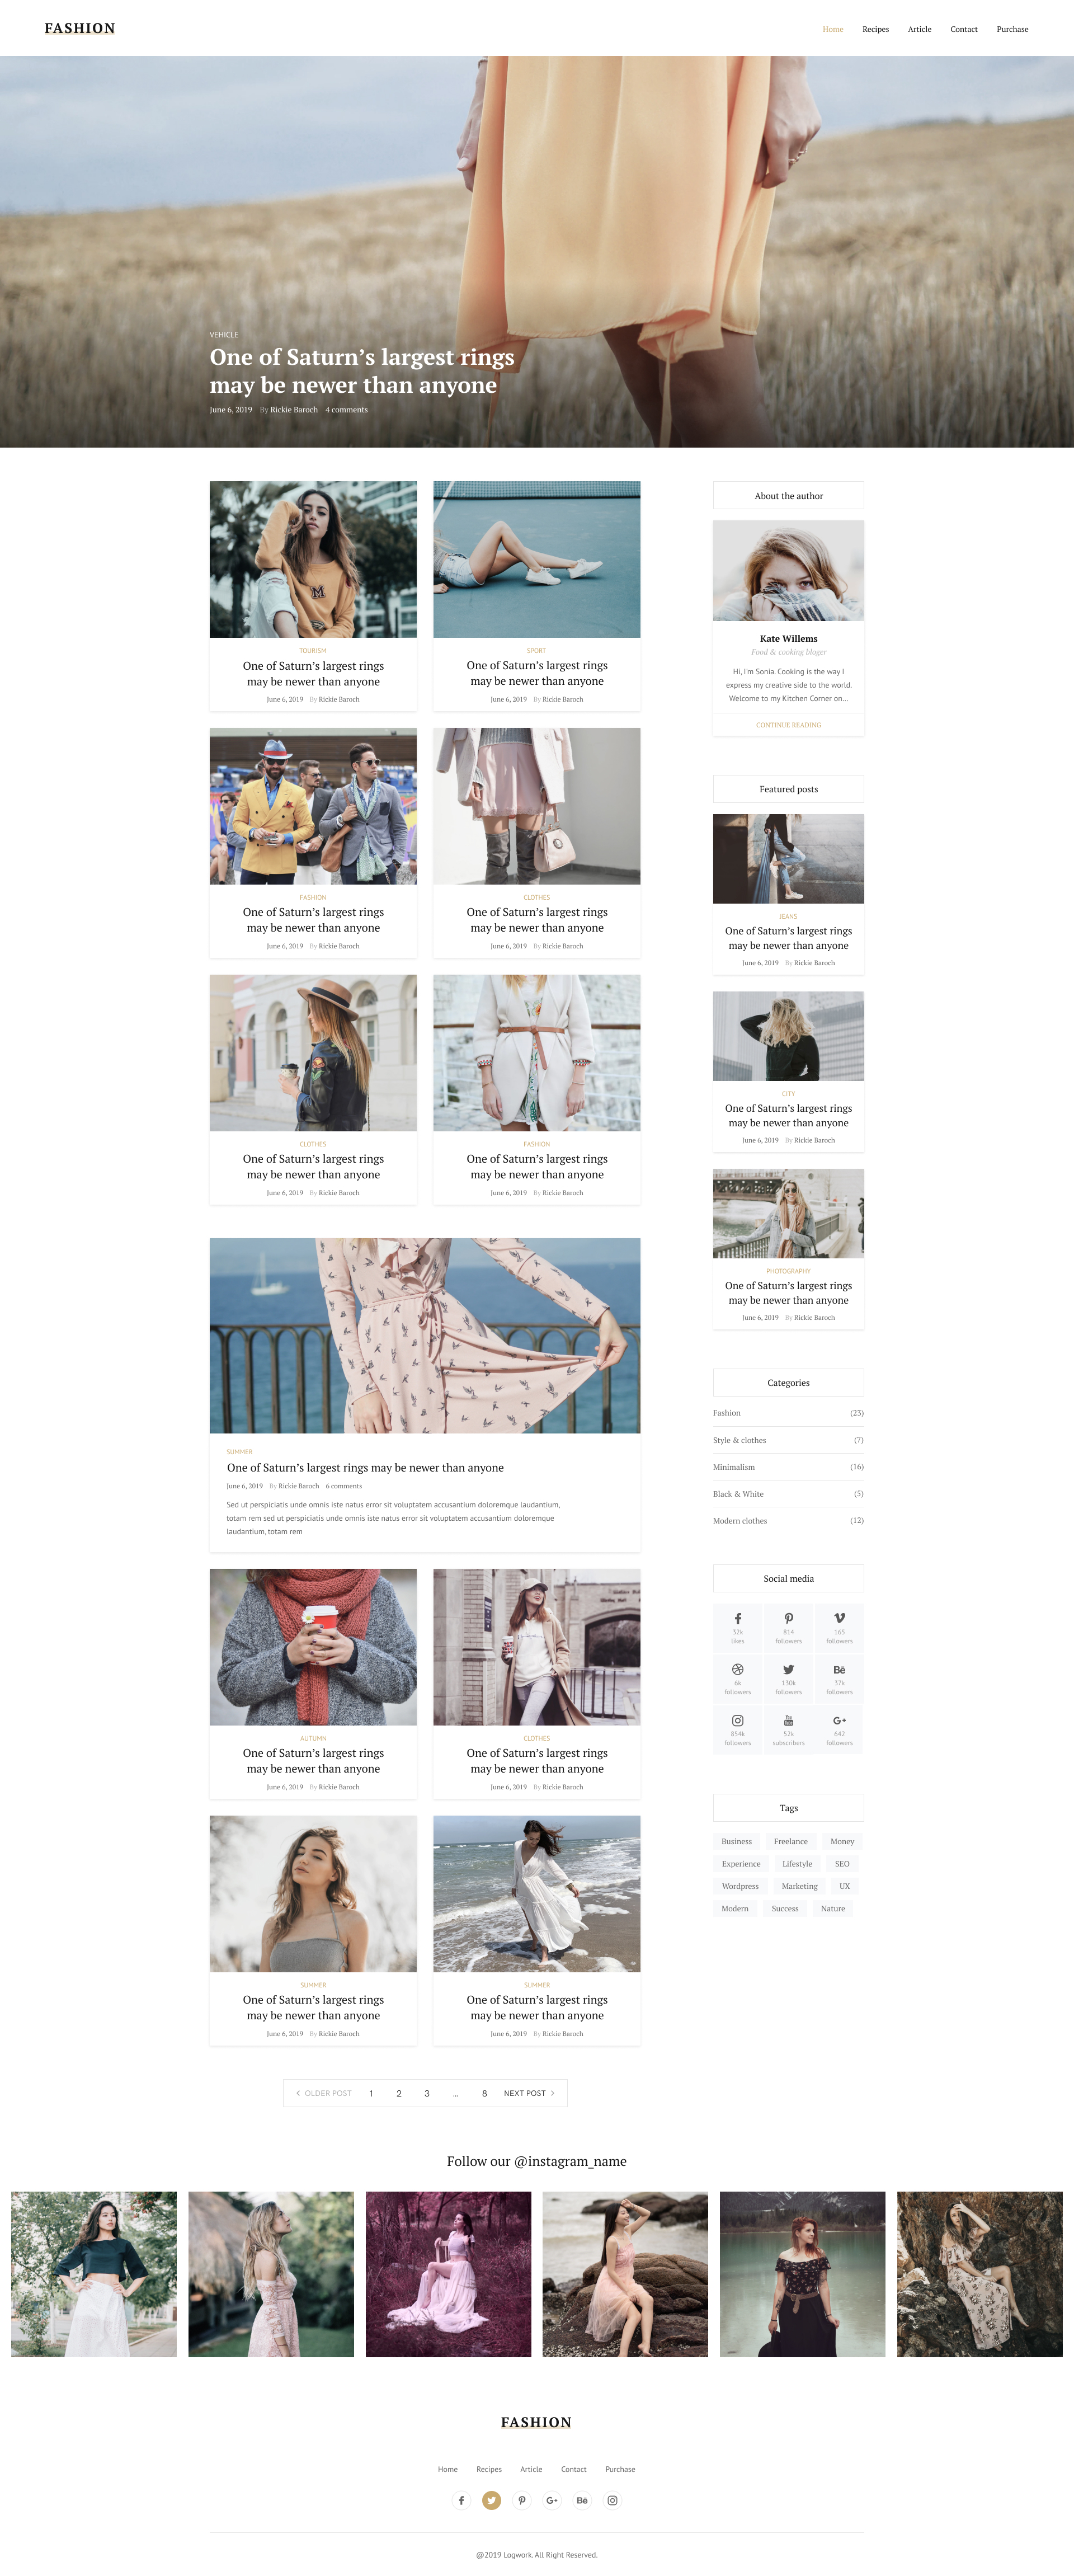 FASHION
Home Recipes Article Contact Purchase
VEHICLE
One of Saturn’s largest rings
may be newer than anyone
June 6, 2019 By Rickie Baroch 4 comments
TOURISM
One of Saturn’s largest rings
may be newer than anyone
June 6, 2019 By Rickie Baroch
SPORT
One of Saturn’s largest rings
may be newer than anyone
June 6, 2019 By Rickie Baroch
FASHION
One of Saturn’s largest rings
may be newer than anyone
June 6, 2019 By Rickie Baroch
CLOTHES
One of Saturn’s largest rings
may be newer than anyone
June 6, 2019 By Rickie Baroch
CLOTHES
One of Saturn’s largest rings
may be newer than anyone
June 6, 2019 By Rickie Baroch
FASHION
One of Saturn’s largest rings
may be newer than anyone
June 6, 2019 By Rickie Baroch
SUMMER
One of Saturn’s largest rings may be newer than anyone
June 6, 2019 By Rickie Baroch 6 comments
Sed ut perspiciatis unde omnis iste natus error sit voluptatem accusantium doloremque laudantium,
totam rem sed ut perspiciatis unde omnis iste natus error sit voluptatem accusantium doloremque
laudantium, totam rem
AUTUMN
One of Saturn’s largest rings
may be newer than anyone
June 6, 2019 By Rickie Baroch
CLOTHES
One of Saturn’s largest rings
may be newer than anyone
June 6, 2019 By Rickie Baroch
SUMMER
One of Saturn’s largest rings
may be newer than anyone
June 6, 2019 By Rickie Baroch
SUMMER
One of Saturn’s largest rings
may be newer than anyone
June 6, 2019 By Rickie Baroch
OLDER POST 1 2 3 ... 8 NEXT POST
About the author
Kate Willems
Food & cooking bloger
Hi, I'm Sonia. Cooking is the way I
express my creative side to the world.
Welcome to my Kitchen Corner on...
CONTINUE READING
Featured posts
JEANS
One of Saturn’s largest rings
may be newer than anyone
June 6, 2019 By Rickie Baroch
CITY
One of Saturn’s largest rings
may be newer than anyone
June 6, 2019 By Rickie Baroch
PHOTOGRAPHY
One of Saturn’s largest rings
may be newer than anyone
June 6, 2019 By Rickie Baroch
Categories
Fashion (23)
Style & clothes (7)
Minimalism (16)
Black & White (5)
Modern clothes (12)
Social media
32k
likes
814
followers
165
followers
6k
followers
130k
followers
37k
followers
854k
followers
52k
subscribers
642
followers
Tags
Business Freelance Money
Experience Lifestyle SEO
Wordpress Marketing UX
Modern Success Nature
Follow our @instagram_name
FASHION
Home Recipes Article Contact Purchase
@2019 Logwork. All Right Reserved.